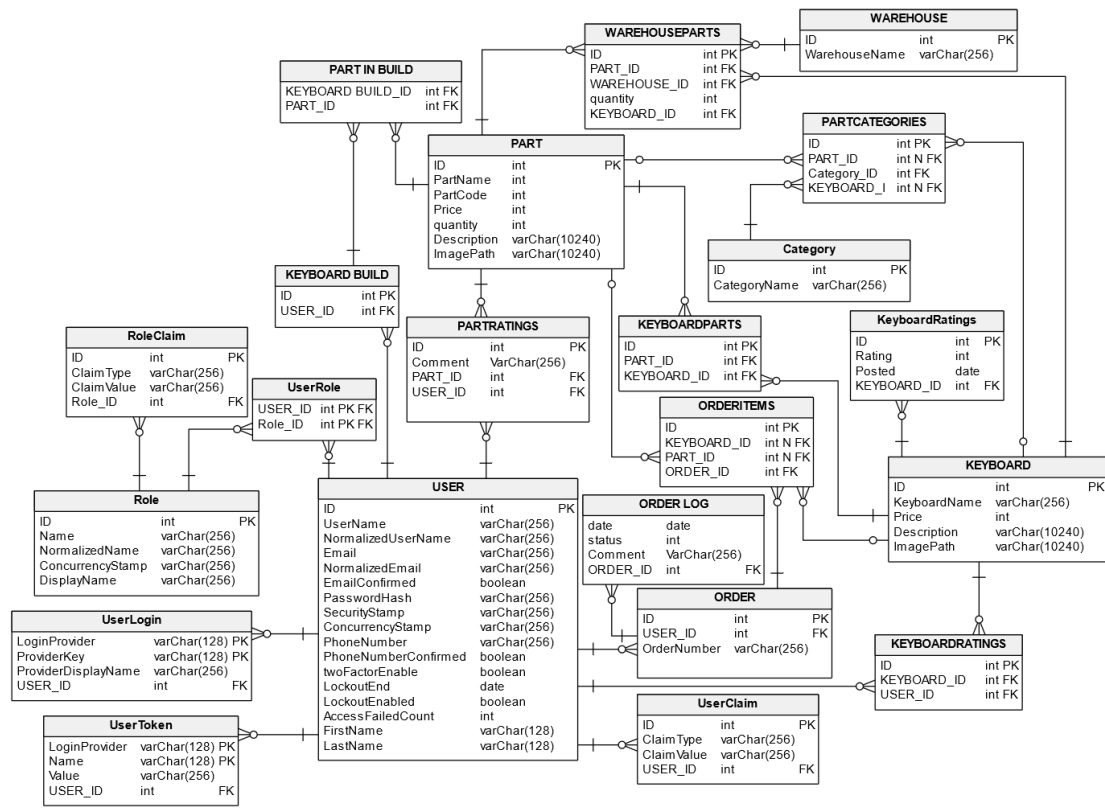 WAREHOUSE
ID int PK
WarehouseName varChar(256)
WAREHOUSEPARTS
ID int PK
PART_ID int FK
WAREHOUSE_ID int FK
quantity int
KEYBOARD_ID int FK
PART IN BUILD
KEYBOARD BUILD_ID int FK
PART_ID int FK
PARTCATEGORIES
ID int PK
PART_ID int N FK
Category_ID int FK
KEYBOARD_I int N FK
PART
ID int PK
PartName int
PartCode int
Price int
quantity int
Description varChar(10240)
ImagePath varChar(10240)
Category
ID int PK
CategoryName varChar(256)
KEYBOARD BUILD
ID int PK
USER_ID int FK
PARTRATINGS
ID int PK
Comment VarChar(256)
PART_ID int FK
USER_ID int FK
KEYBOARDPARTS
ID int PK
PART_ID int FK
KEYBOARD_ID int FK
KeyboardRatings
ID int PK
Rating int
Posted date
KEYBOARD_ID int FK
RoleClaim
ID int PK
ClaimType varChar(256)
ClaimValue varChar(256)
Role_ID int FK
UserRole
USER_ID int PK FK
Role_ID int PK FK
ORDERITEMS
ID int PK
KEYBOARD_ID int N FK
PART_ID int N FK
ORDER_ID int FK
KEYBOARD
ID int PK
KeyboardName varChar(256)
Price int
Description varChar(10240)
ImagePath varChar(10240)
Role
ID int PK
Name varChar(256)
NormalizedName varChar(256)
ConcurrencyStamp varChar(256)
DisplayName varChar(256)
USER
ID int PK
UserName varChar(256)
NormalizedUserName varChar(256)
Email varChar(256)
NormalizedEmail varChar(256)
EmailConfirmed boolean
PasswordHash varChar(256)
SecurityStamp varChar(256)
ConcurrencyStamp varChar(256)
PhoneNumber varChar(256)
PhoneNumberConfirmed boolean
twoFactorEnable boolean
LockoutEnd date
LockoutEnabled boolean
AccessFailedCount int
FirstName varChar(128)
LastName varChar(128)
ORDER LOG
date date
status int
Comment VarChar(256)
ORDER_ID int FK
ORDER
ID int PK
USER_ID int FK
OrderNumber varChar(256)
UserLogin
LoginProvider varChar(128) PK
ProviderKey varChar(128) PK
ProviderDisplayName varChar(256)
USER_ID int FK
KEYBOARDRATINGS
ID int PK
KEYBOARD_ID int FK
USER_ID int FK
UserToken
LoginProvider varChar(128) PK
Name varChar(128) PK
Value varChar(256)
USER_ID int FK
UserClaim
ID int PK
ClaimType varChar(256)
ClaimValue varChar(256)
USER_ID int FK